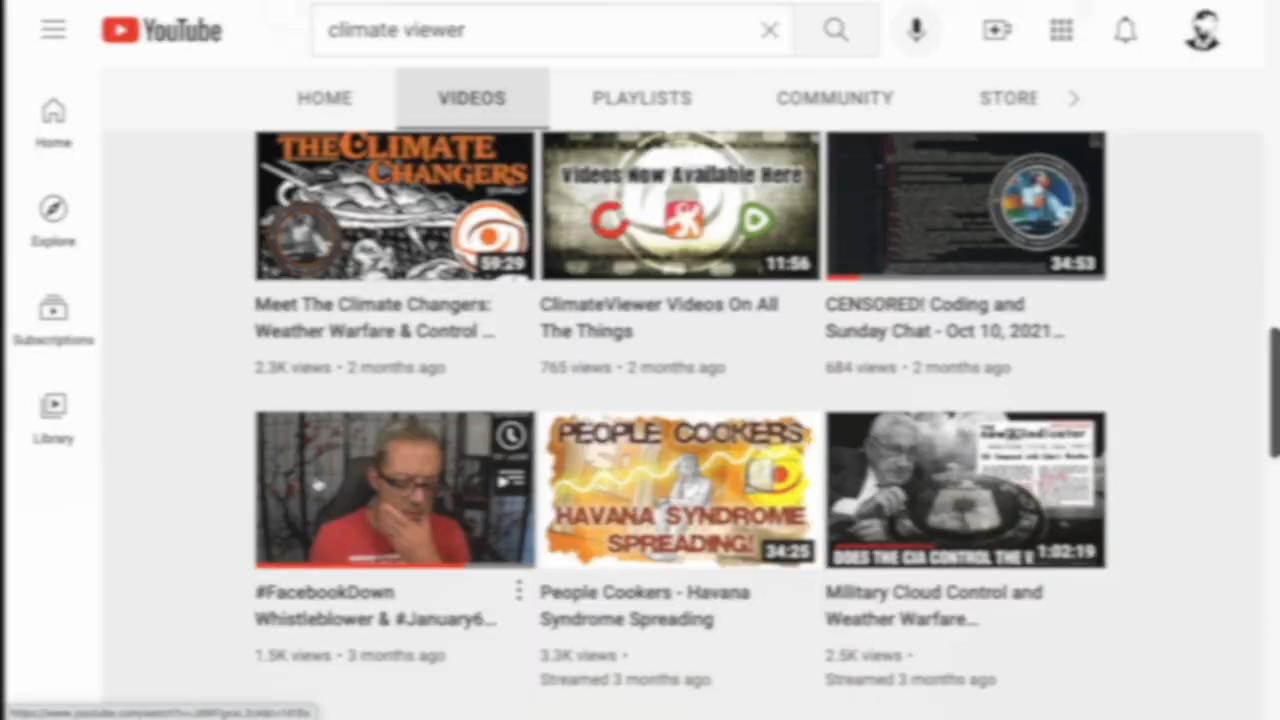 YouTube
climate viewer
HOME
VIDEOS
PLAYLISTS
COMMUNITY
STORE
Home
Explore
Subscriptions
Library
THE CLIMATE
CHANGERS
59:29
Videos Now Available Here
11:56
34:53
Meet The Climate Changers:
Weather Warfare & Control ...
2.3K views • 2 months ago
ClimateViewer Videos On All
The Things
765 views • 2 months ago
CENSORED! Coding and
Sunday Chat - Oct 10, 2021...
684 views • 2 months ago
PEOPLE COOKERS
HAVANA SYNDROME
SPREADING!
34:25
DOES THE CIA CONTROL THE
1:02:19
#FacebookDown
Whistleblower & #January6...
1.5K views • 3 months ago
People Cookers - Havana
Syndrome Spreading
3.3K views •
Streamed 3 months ago
Military Cloud Control and
Weather Warfare...
2.5K views •
Streamed 3 months ago